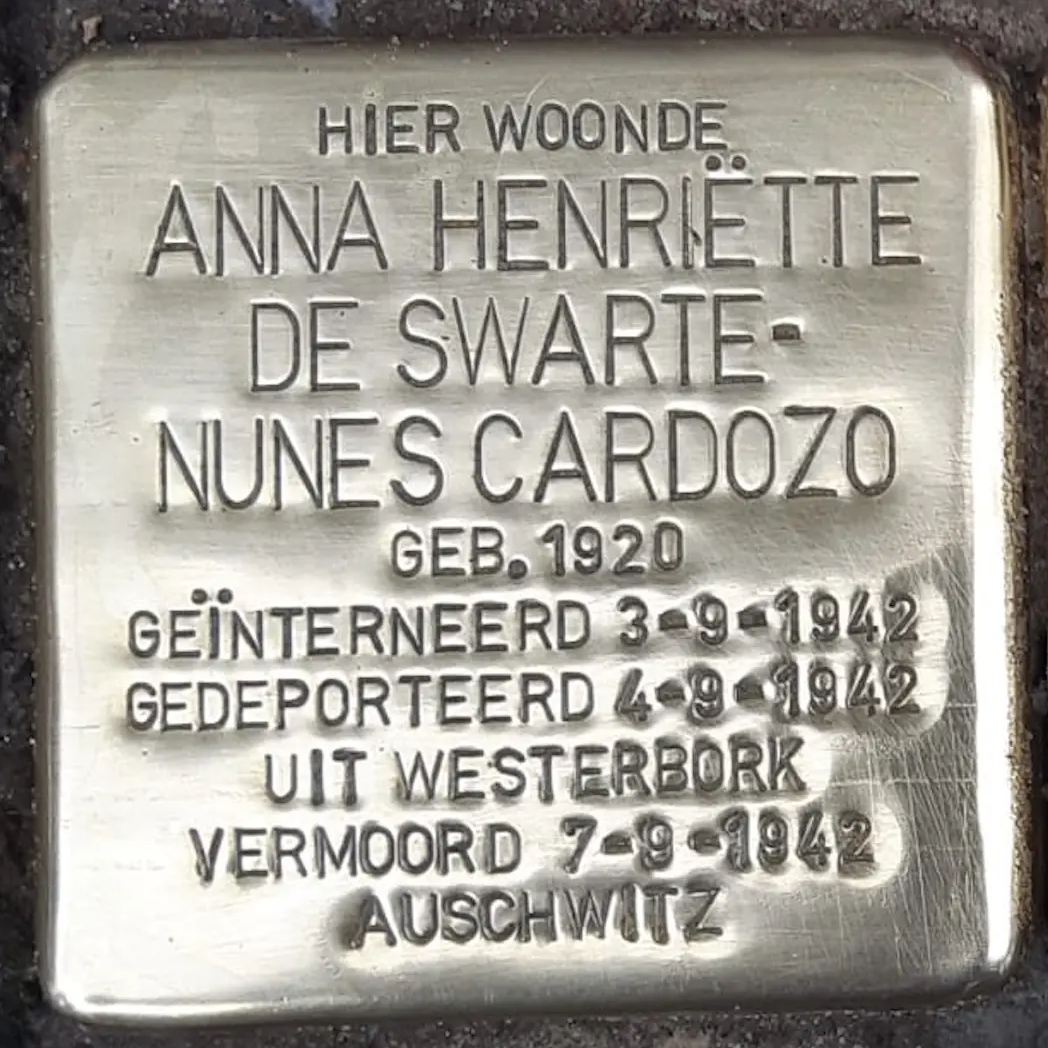 HIER WOONDE
ANNA HENRIËTTE
DE SWARTE-
NUNES CARDOZO
GEB. 1920
GEÏNTERNEERD 3-9-1942
GEDEPORTEERD 4-9-1942
UIT WESTERBORK
VERMOORD 7-9-1942
AUSCHWITZ